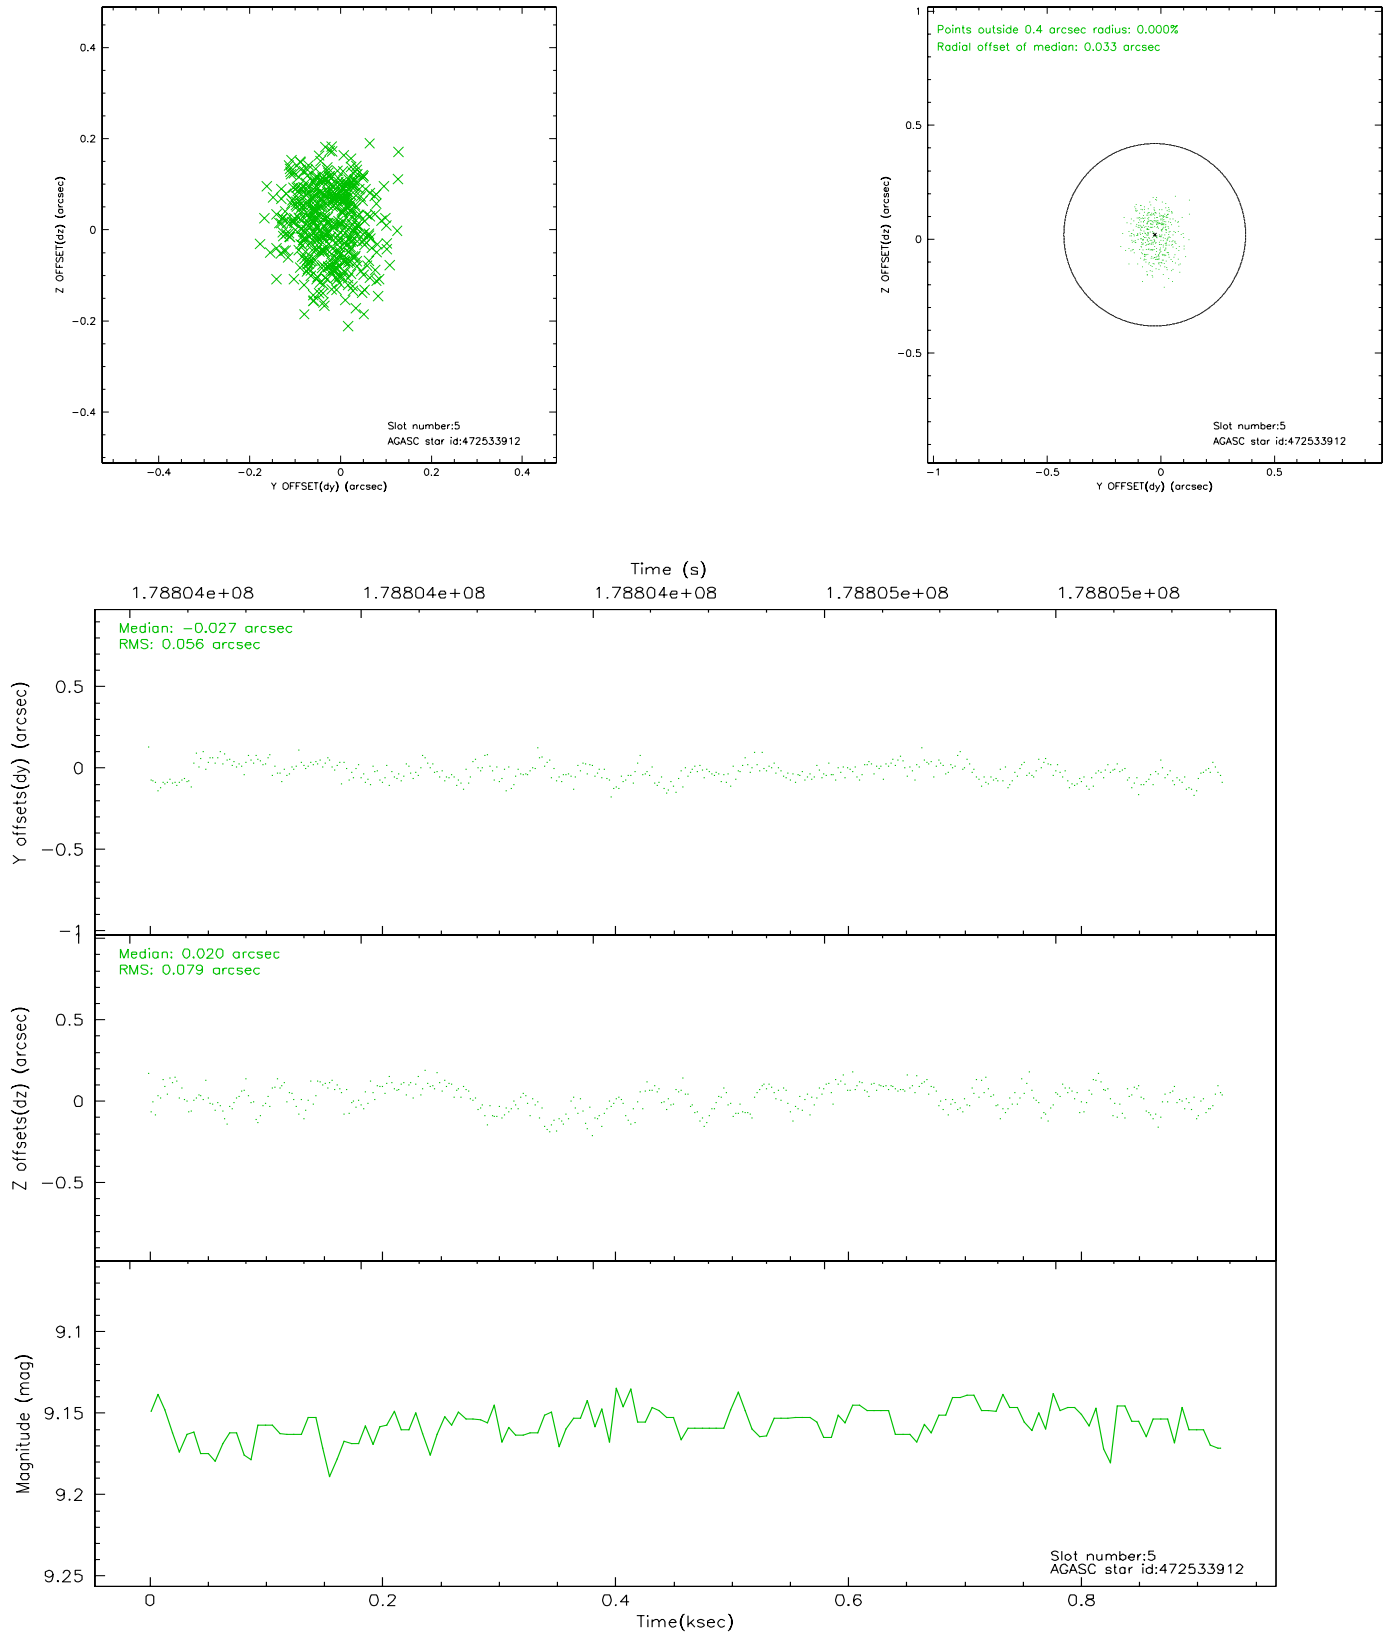 0.4
0.2
0
−0.2
−0.4
Z OFFSET(dz) (arcsec)
Slot number:5
AGASC star id:472533912
−0.4
−0.2
0
0.2
0.4
Y OFFSET(dy) (arcsec)
Points outside 0.4 arcsec radius: 0.000%
Radial offset of median: 0.033 arcsec
1
0.5
0
−0.5
Z OFFSET(dz) (arcsec)
Slot number:5
AGASC star id:472533912
−1
−0.5
0
0.5
Y OFFSET(dy) (arcsec)
Time (s)
1.78804e+08
1.78804e+08
1.78804e+08
1.78805e+08
1.78805e+08
Median: −0.027 arcsec
RMS: 0.056 arcsec
0.5
0
−0.5
−1
Y offsets(dy) (arcsec)
Median: 0.020 arcsec
RMS: 0.079 arcsec
1
0.5
0
−0.5
Z offsets(dz) (arcsec)
9.1
9.15
9.2
9.25
Magnitude (mag)
Slot number:5
AGASC star id:472533912
0
0.2
0.4
0.6
0.8
Time(ksec)